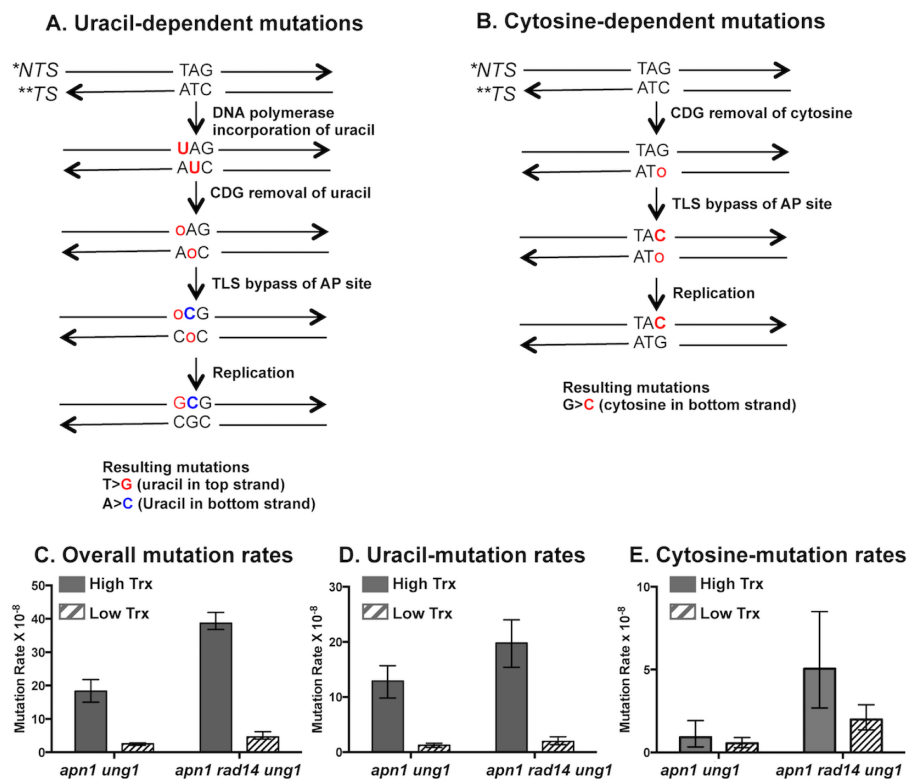 A. Uracil-dependent mutations
*NTS
TAG
**TS
ATC
DNA polymerase
incorporation of uracil
UAG
AUC
CDG removal of uracil
oAG
AoC
TLS bypass of AP site
oCG
CoC
Replication
GCG
CGC
Resulting mutations
T>G (uracil in top strand)
A>C (Uracil in bottom strand)
B. Cytosine-dependent mutations
*NTS
TAG
**TS
ATC
CDG removal of cytosine
TAG
ATo
TLS bypass of AP site
TAC
ATo
Replication
TAC
ATG
Resulting mutations
G>C (cytosine in bottom strand)
C. Overall mutation rates
High Trx
Low Trx
Mutation Rate X 10-8
50
40
30
20
10
0
apn1 ung1
apn1 rad14 ung1
D. Uracil-mutation rates
High Trx
Low Trx
Mutation Rate X 10-8
30
20
10
0
apn1 ung1
apn1 rad14 ung1
E. Cytosine-mutation rates
High Trx
Low Trx
Mutation Rate x 10-8
10
5
0
apn1 ung1
apn1 rad14 ung1